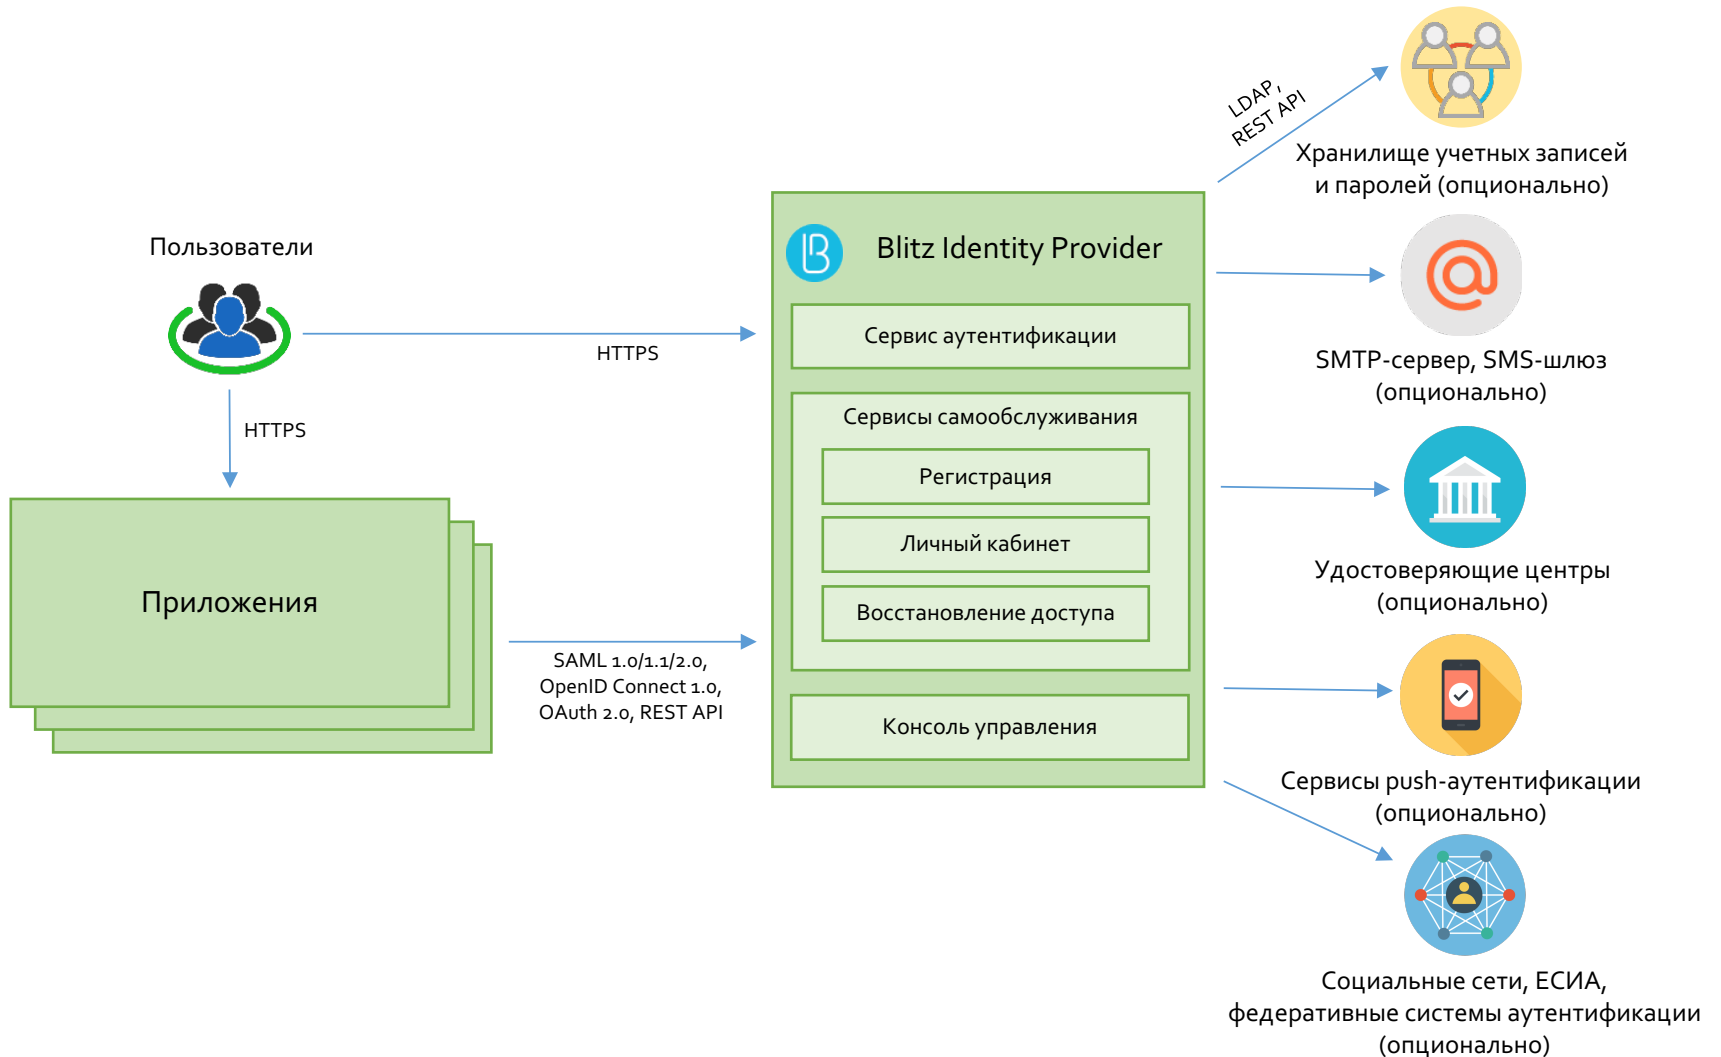 LDAP,
REST API
Хранилище учетных записей
и паролей (опционально)
Пользователи
Blitz Identity Provider
Сервис аутентификации
HTTPS
SMTP-сервер, SMS-шлюз
(опционально)
HTTPS
Сервисы самообслуживания
Регистрация
Личный кабинет
Восстановление доступа
Удостоверяющие центры
(опционально)
Приложения
SAML 1.0/1.1/2.0,
OpenID Connect 1.0,
OAuth 2.0, REST API
Консоль управления
Сервисы push-аутентификации
(опционально)
Социальные сети, ЕСИА,
федеративные системы аутентификации
(опционально)